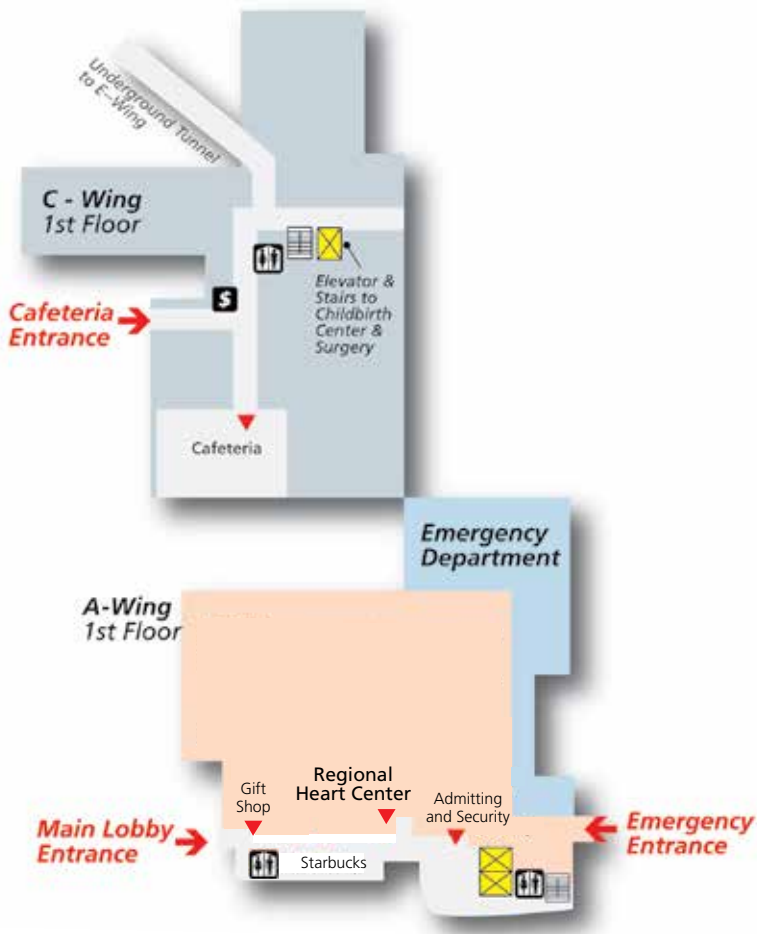 Underground Tunnel
to E-Wing
C - Wing
1st Floor
$
Elevator &
Stairs to
Childbirth
Center &
Surgery
Cafeteria
Entrance
Cafeteria
Emergency
Department
A-Wing
1st Floor
Gift
Shop
Regional
Heart Center
Admitting
and Security
Main Lobby
Entrance
Starbucks
Emergency
Entrance